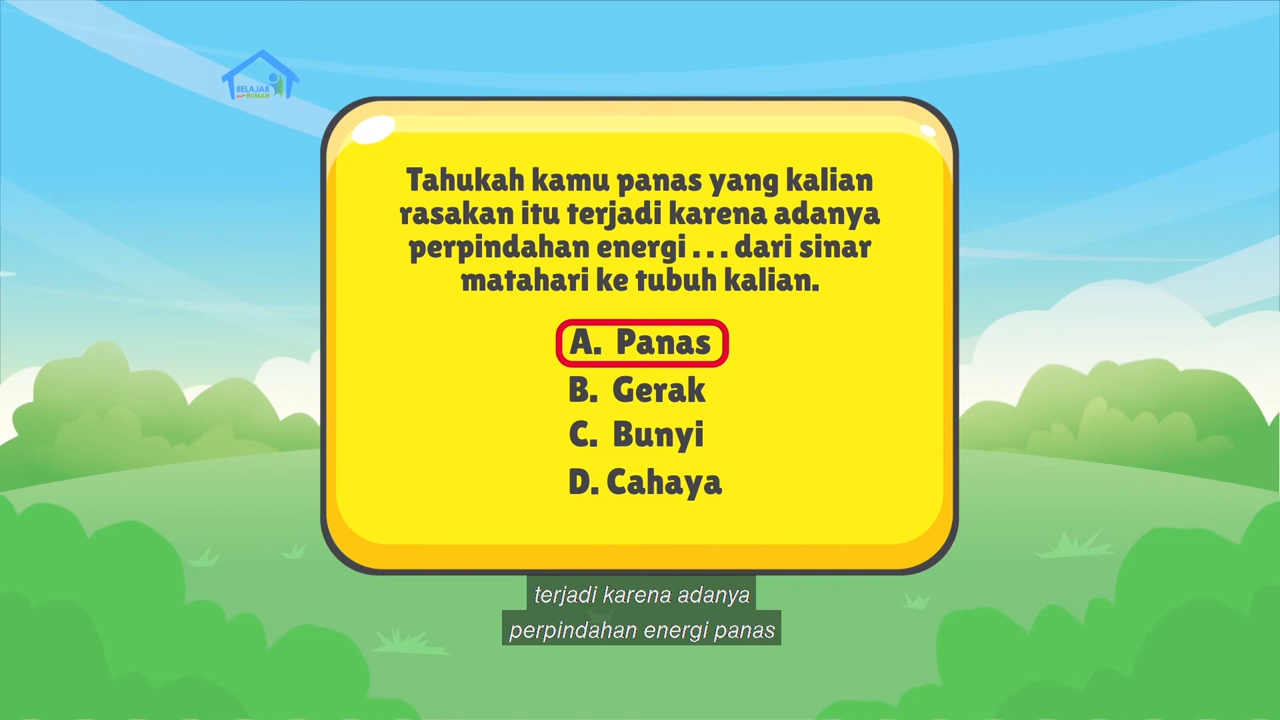 BELAJAR
dari RUMAH
Tahukah kamu panas yang kalian
rasakan itu terjadi karena adanya
perpindahan energi . . . dari sinar
matahari ke tubuh kalian.
A. Panas
B. Gerak
C. Bunyi
D. Cahaya
terjadi karena adanya
perpindahan energi panas